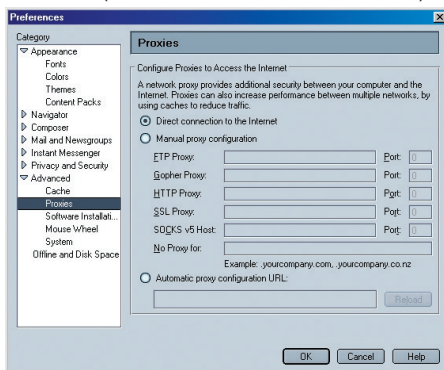 Preferences
Category
Appearance
Fonts
Colors
Themes
Content Packs
Navigator
Composer
Mail and Newsgroups
Instant Messenger
Privacy and Security
Advanced
Cache
Proxies
Software Installati...
Mouse Wheel
System
Offline and Disk Space
Proxies
Configure Proxies to Access the Internet
A network proxy provides additional security between your computer and the
Internet. Proxies can also increase performance between multiple networks, by
using caches to reduce traffic.
Direct connection to the Internet
Manual proxy configuration
FTP Proxy: Port: 0
Gopher Proxy: Port: 0
HTTP Proxy: Port: 0
SSL Proxy: Port: 0
SOCKS v5 Host: Port: 0
No Proxy for:
Example: .yourcompany.com, .yourcompany.co.nz
Automatic proxy configuration URL:
Reload
OK Cancel Help